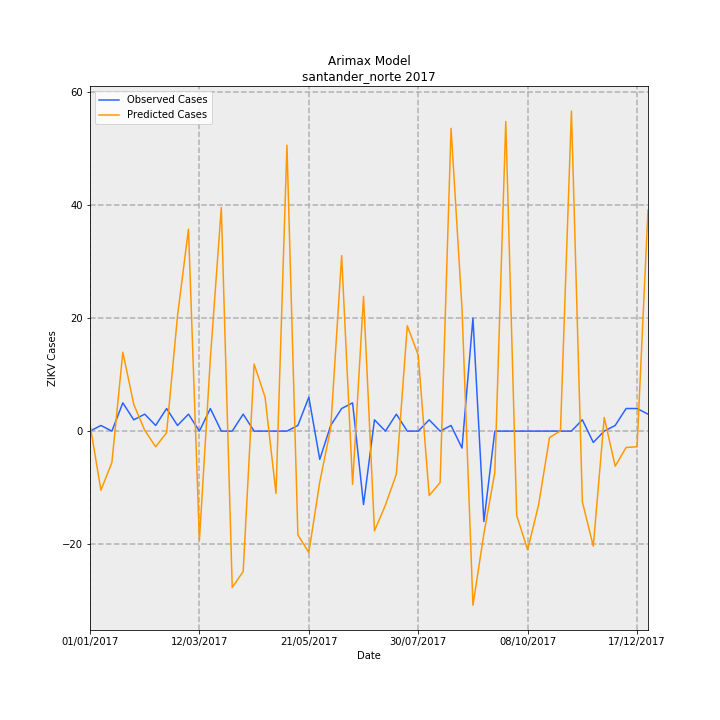 Arimax Model
santander_norte 2017
Observed Cases
Predicted Cases
60
40
20
0
−20
ZIKV Cases
01/01/2017 12/03/2017 21/05/2017 30/07/2017 08/10/2017 17/12/2017
Date